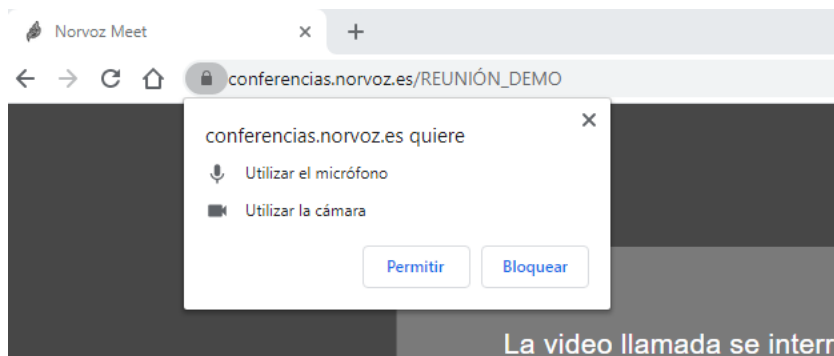 Norvoz Meet
conferencias.norvoz.es/REUNIÓN_DEMO
conferencias.norvoz.es quiere
Utilizar el micrófono
Utilizar la cámara
Permitir Bloquear
La video llamada se